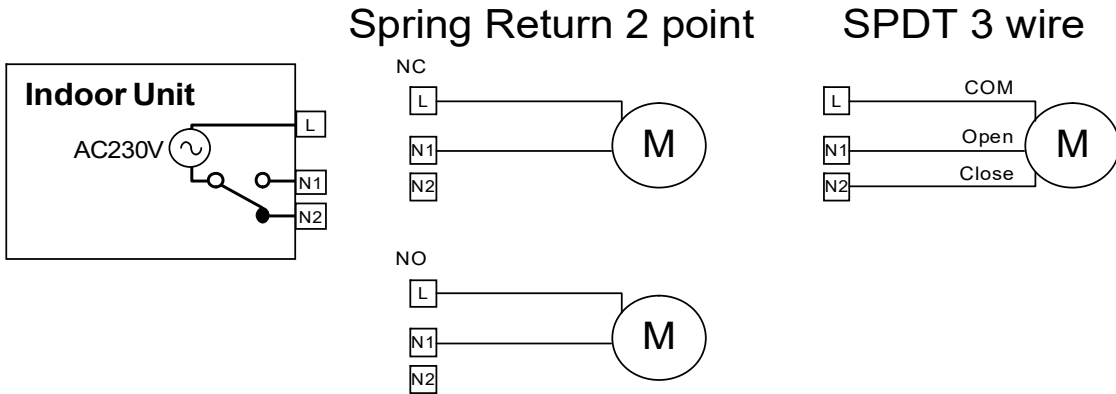 Spring Return 2 point
SPDT 3 wire
Indoor Unit
AC230V
L
N1
N2
NC
L
N1
N2
M
NO
L
N1
N2
M
L
N1
N2
COM
Open
Close
M